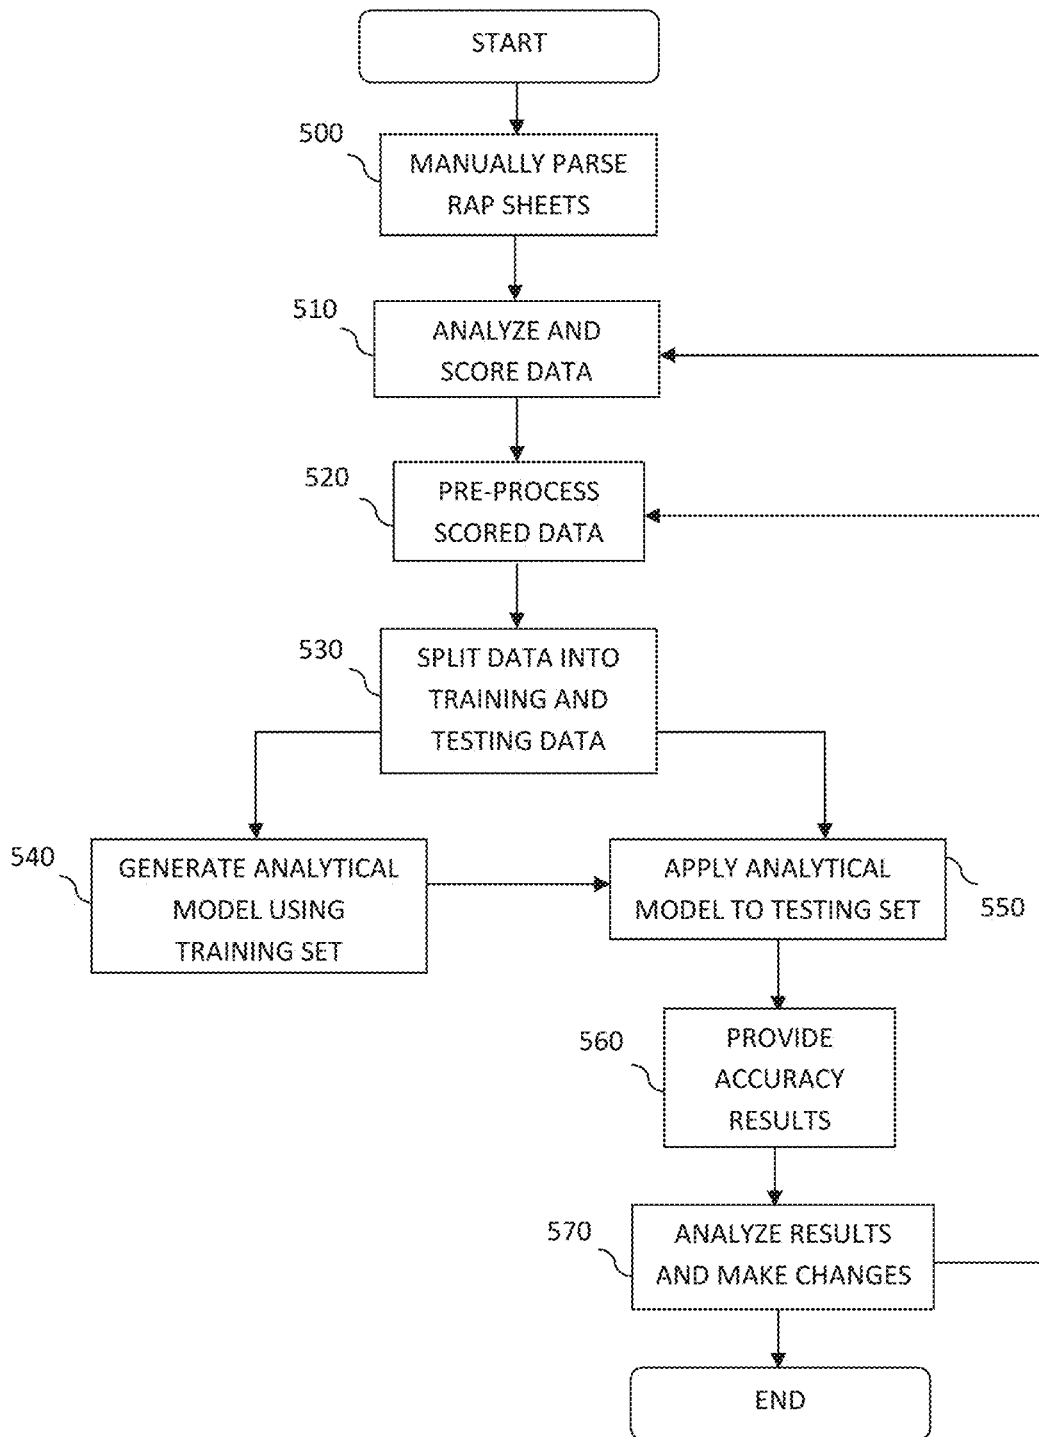 START
500
MANUALLY PARSE
RAP SHEETS
510
ANALYZE AND
SCORE DATA
520
PRE-PROCESS
SCORED DATA
530
SPLIT DATA INTO
TRAINING AND
TESTING DATA
540
GENERATE ANALYTICAL
MODEL USING
TRAINING SET
APPLY ANALYTICAL
MODEL TO TESTING SET
550
560
PROVIDE
ACCURACY
RESULTS
570
ANALYZE RESULTS
AND MAKE CHANGES
END